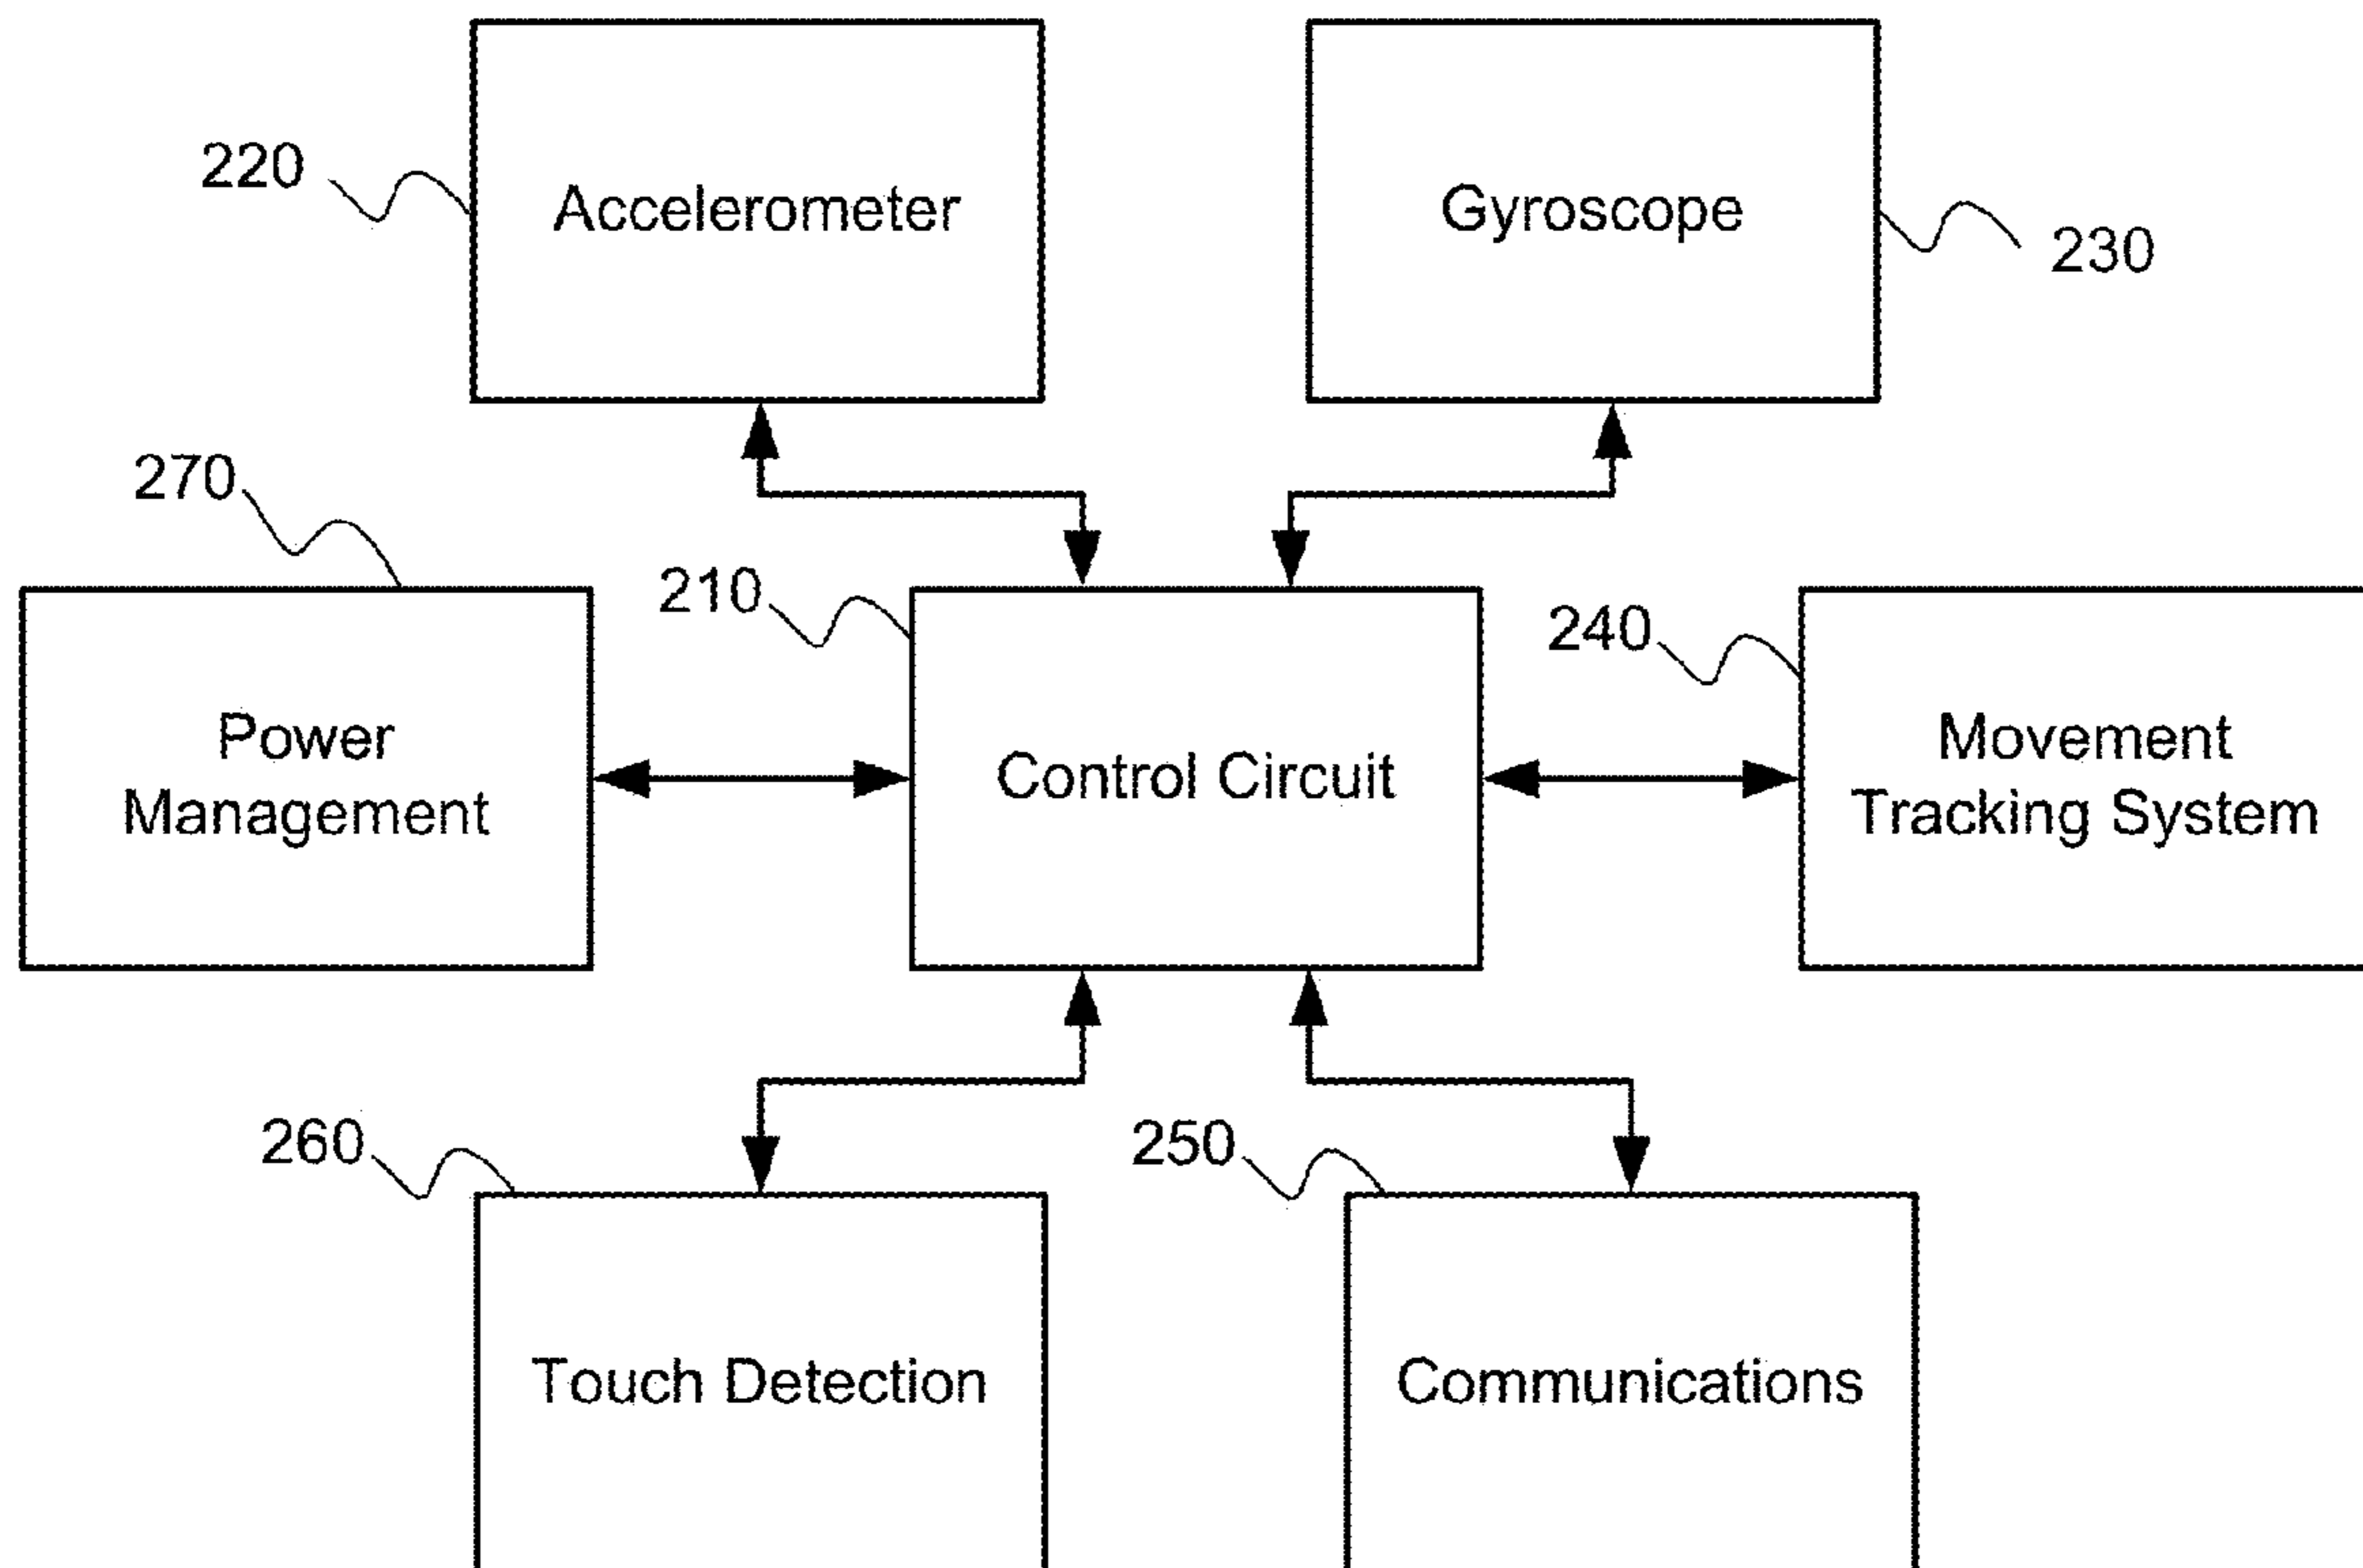 220
Accelerometer
Gyroscope
230
270
210
240
Power
Management
Control Circuit
Movement
Tracking System
260
250
Touch Detection
Communications